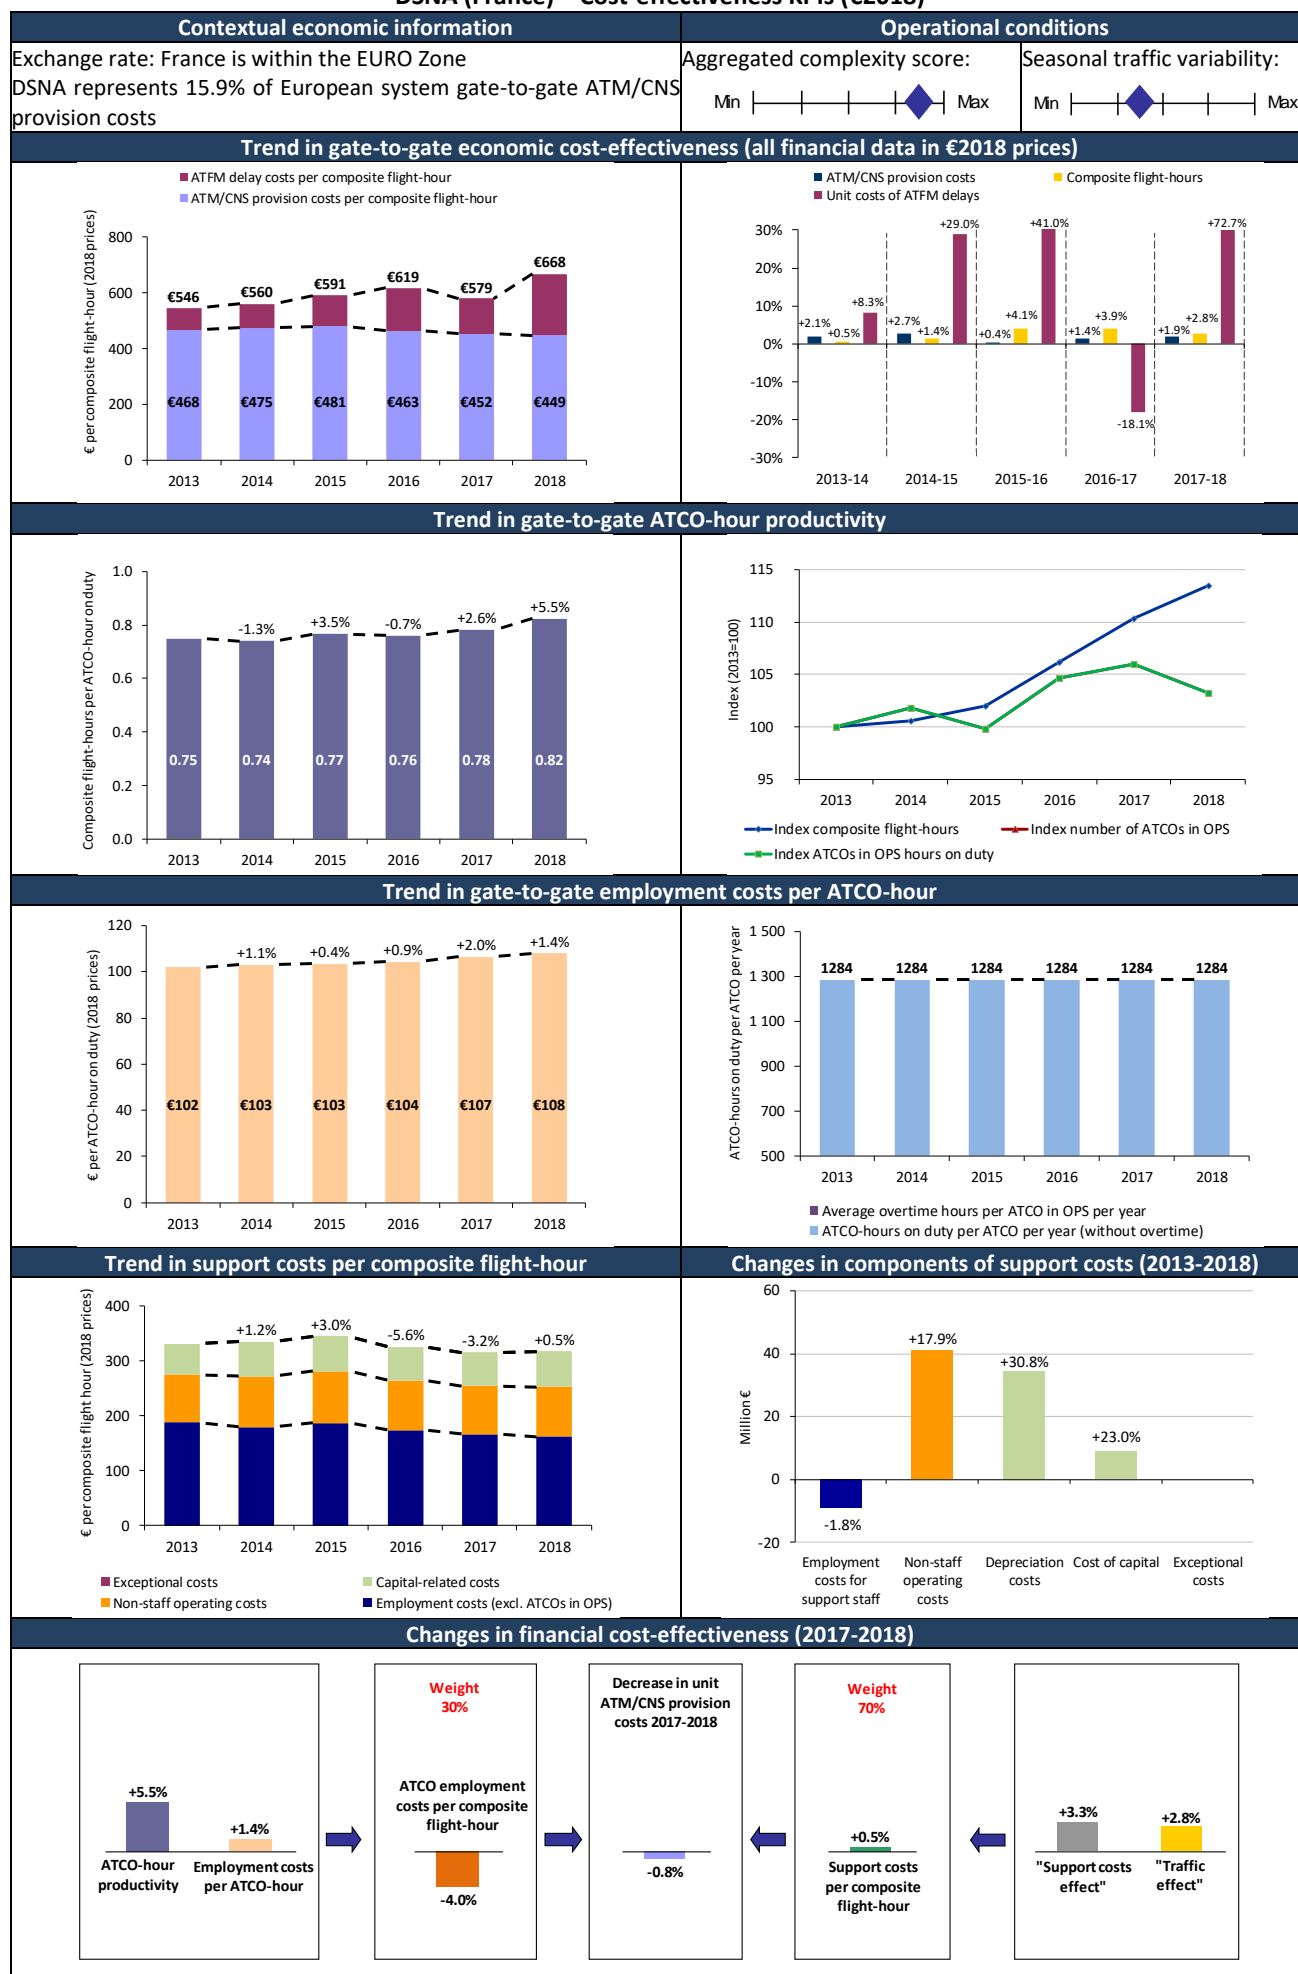 DSNA (France) – Cost-effectiveness KPIs (€2018)
Contextual economic information
Operational conditions
Exchange rate: France is within the EURO Zone
DSNA represents 15.9% of European system gate-to-gate ATM/CNS
provision costs
Aggregated complexity score:
Min
Max
Seasonal traffic variability:
Min
Max
Trend in gate-to-gate economic cost-effectiveness (all financial data in €2018 prices)
ATFM delay costs per composite flight-hour
ATM/CNS provision costs per composite flight-hour
€ per composite flight-hour (2018 prices)
800
600
400
200
0
€546
€560
€591
€619
€579
€668
€468
€475
€481
€463
€452
€449
2013
2014
2015
2016
2017
2018
ATM/CNS provision costs
Composite flight-hours
Unit costs of ATFM delays
30%
20%
10%
0%
-10%
-20%
-30%
+2.1%
+0.5%
+8.3%
+2.7%
+1.4%
+29.0%
+0.4%
+4.1%
+41.0%
+1.4%
+3.9%
-18.1%
+1.9%
+2.8%
+72.7%
2013-14
2014-15
2015-16
2016-17
2017-18
Trend in gate-to-gate ATCO-hour productivity
Composite flight-hours per ATCO-hour on duty
1.0
0.8
0.6
0.4
0.2
0.0
-1.3%
+3.5%
-0.7%
+2.6%
+5.5%
0.75
0.74
0.77
0.76
0.78
0.82
2013
2014
2015
2016
2017
2018
Index (2013=100)
115
110
105
100
95
2013
2014
2015
2016
2017
2018
Index composite flight-hours
Index number of ATCOs in OPS
Index ATCOs in OPS hours on duty
Trend in gate-to-gate employment costs per ATCO-hour
€ per ATCO-hour on duty (2018 prices)
120
100
80
60
40
20
0
+1.1%
+0.4%
+0.9%
+2.0%
+1.4%
€102
€103
€103
€104
€107
€108
2013
2014
2015
2016
2017
2018
ATCO-hours on duty per ATCO per year
1 500
1 300
1 100
900
700
500
1284
1284
1284
1284
1284
1284
2013
2014
2015
2016
2017
2018
Average overtime hours per ATCO in OPS per year
ATCO-hours on duty per ATCO per year (without overtime)
Trend in support costs per composite flight-hour
Changes in components of support costs (2013-2018)
€ per composite flight hour (2018 prices)
400
300
200
100
0
+1.2%
+3.0%
-5.6%
-3.2%
+0.5%
2013
2014
2015
2016
2017
2018
Exceptional costs
Capital-related costs
Non-staff operating costs
Employment costs (excl. ATCOs in OPS)
Million €
60
40
20
0
-20
-1.8%
+17.9%
+30.8%
+23.0%
Employment
costs for
support staff
Non-staff
operating
costs
Depreciation
costs
Cost of capital
Exceptional
costs
Changes in financial cost-effectiveness (2017-2018)
+5.5%
+1.4%
ATCO-hour
productivity
Employment costs
per ATCO-hour
Weight
30%
ATCO employment
costs per composite
flight-hour
-4.0%
Decrease in unit
ATM/CNS provision
costs 2017-2018
-0.8%
Weight
70%
+0.5%
Support costs
per composite
flight-hour
+3.3%
+2.8%
"Support costs
effect"
"Traffic
effect"